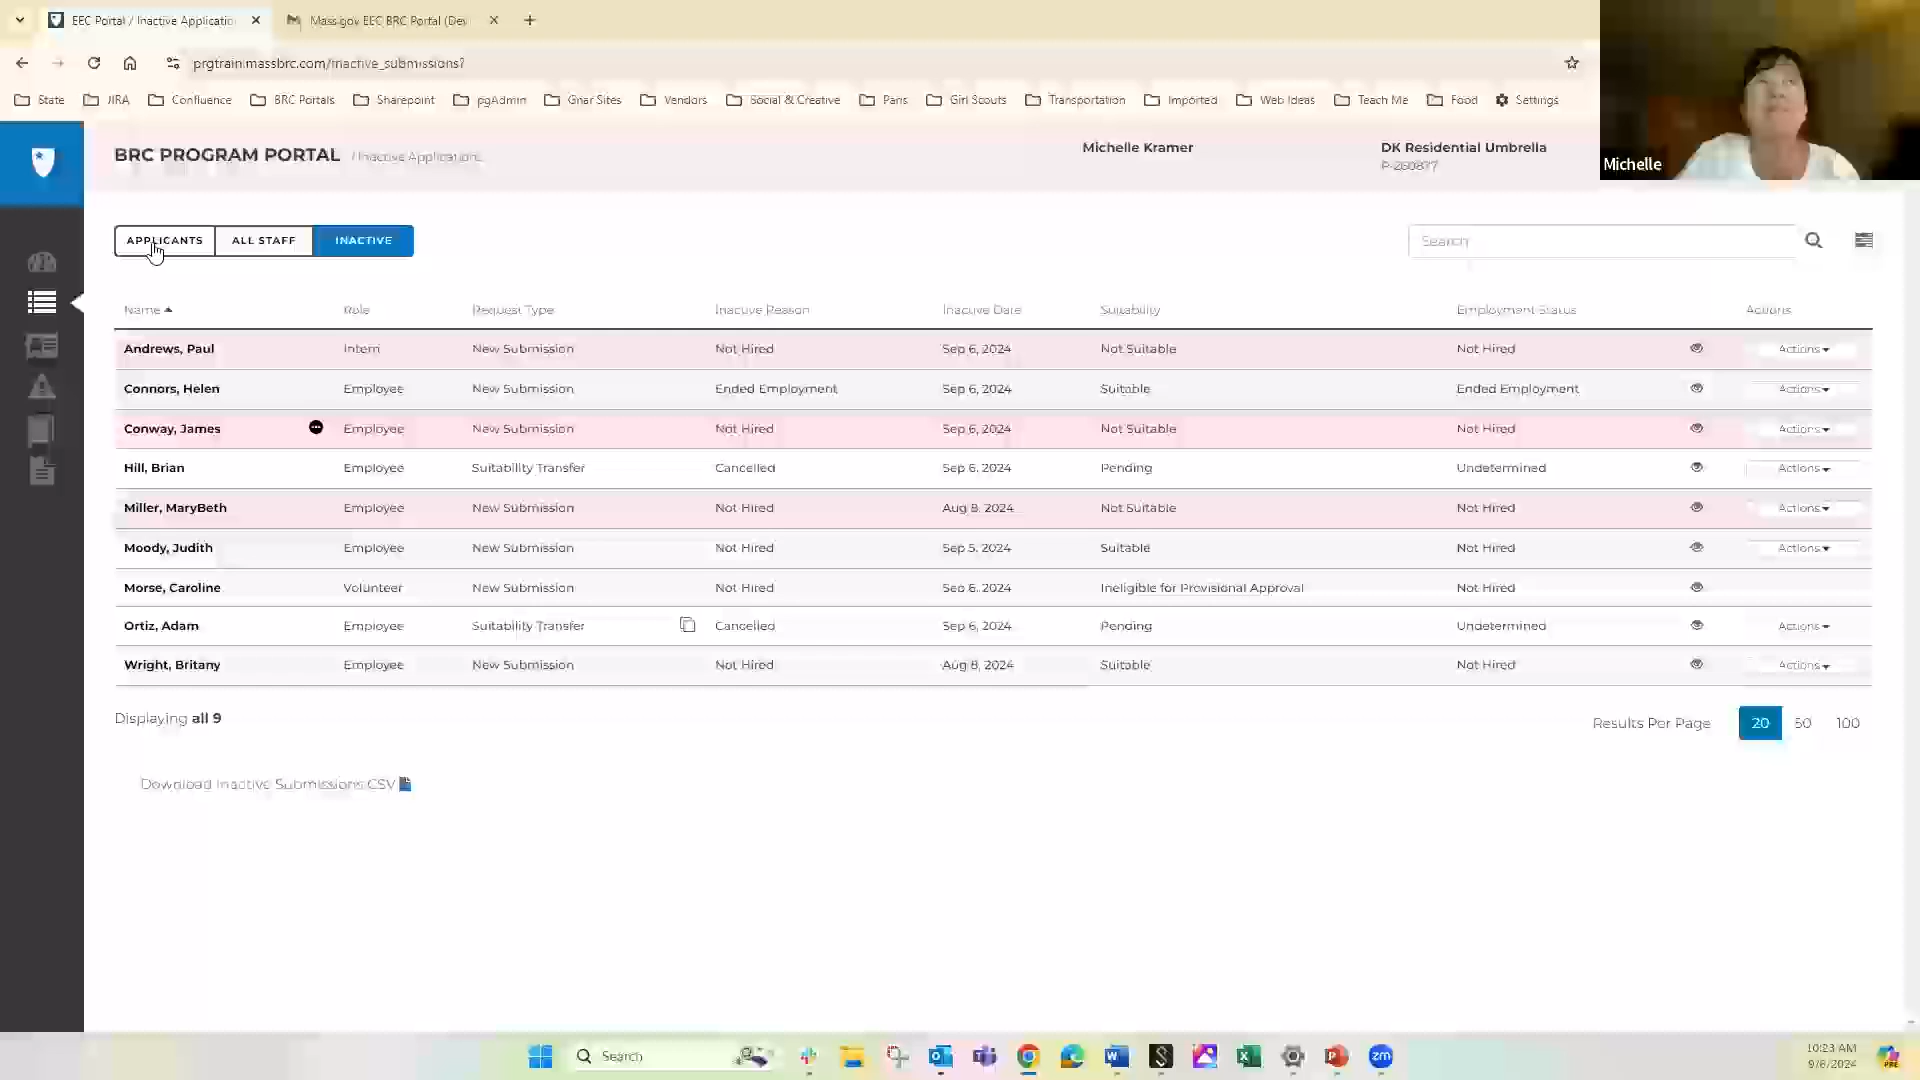 EEC Portal / Inactive Applicatio
Mass.gov EEC BRC Portal (Dev
prgtrain.massbrc.com/inactive_submissions?
State
JIRA
Confluence
BRC Portals
Sharepoint
pgAdmin
Gnar Sites
Vendors
Social & Creative
Paris
Girl Scouts
Transportation
Imported
Web Ideas
Teach Me
Food
Settings
Michelle
BRC PROGRAM PORTAL / Inactive Applications
Michelle Kramer
DK Residential Umbrella
P-260877
APPLICANTS ALL STAFF INACTIVE
Search
Name Role Request Type Inactive Reason Inactive Date Suitability Employment Status Actions
Andrews, Paul Intern New Submission Not Hired Sep 6, 2024 Not Suitable Not Hired Actions
Connors, Helen Employee New Submission Ended Employment Sep 6, 2024 Suitable Ended Employment Actions
Conway, James Employee New Submission Not Hired Sep 6, 2024 Not Suitable Not Hired Actions
Hill, Brian Employee Suitability Transfer Cancelled Sep 6, 2024 Pending Undetermined Actions
Miller, MaryBeth Employee New Submission Not Hired Aug 8, 2024 Not Suitable Not Hired Actions
Moody, Judith Employee New Submission Not Hired Sep 5, 2024 Suitable Not Hired Actions
Morse, Caroline Volunteer New Submission Not Hired Sep 6, 2024 Ineligible for Provisional Approval Not Hired
Ortiz, Adam Employee Suitability Transfer Cancelled Sep 6, 2024 Pending Undetermined Actions
Wright, Britany Employee New Submission Not Hired Aug 8, 2024 Suitable Not Hired Actions
Displaying all 9
Results Per Page 20 50 100
Download Inactive Submissions CSV
Search
zm
10:23 AM
9/6/2024
PRE